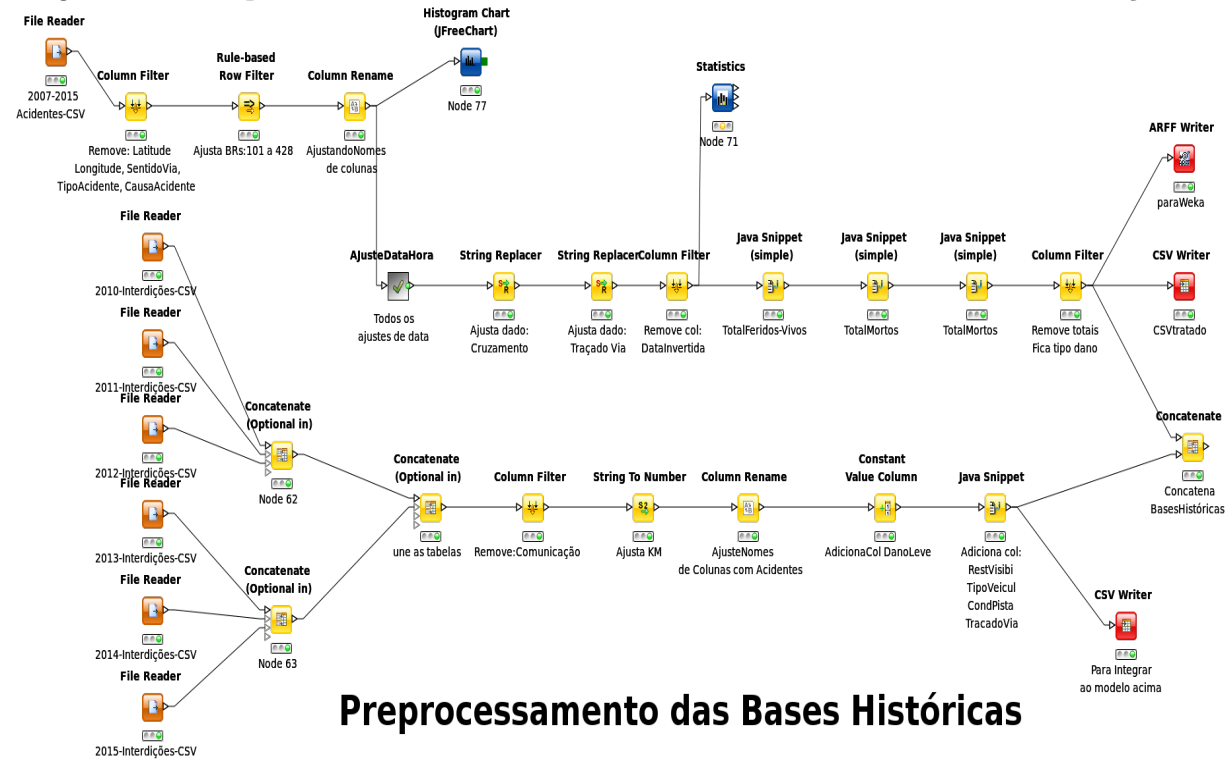 File Reader
2007-2015
Acidentes-CSV
Column Filter
Remove: Latitude
Longitude, SentidoVia,
TipoAcidente, CausaAcidente
Rule-based
Row Filter
Ajusta BRs:101 a 428
Column Rename
AjustandoNomes
de colunas
Histogram Chart
(JFreeChart)
Node 77
Statistics
Node 71
AJusteDataHora
Todos os
ajustes de data
String Replacer
Ajusta dado:
Cruzamento
String Replacer
Ajusta dado:
Traçado Via
Column Filter
Remove col:
DataInvertida
Java Snippet
(simple)
TotalFeridos-Vivos
Java Snippet
(simple)
TotalMortos
Java Snippet
(simple)
TotalMortos
Column Filter
Remove totais
Fica tipo dano
ARFF Writer
paraWeka
CSV Writer
CSVtratado
Concatenate
Concatena
BasesHistóricas
File Reader
2010-Interdições-CSV
File Reader
2011-Interdições-CSV
File Reader
2012-Interdições-CSV
File Reader
2013-Interdições-CSV
File Reader
2014-Interdições-CSV
File Reader
2015-Interdições-CSV
Concatenate
(Optional in)
Node 62
Concatenate
(Optional in)
Node 63
Concatenate
(Optional in)
une as tabelas
Column Filter
Remove:Comunicação
String To Number
Ajusta KM
Column Rename
AjusteNomes
de Colunas com Acidentes
Constant
Value Column
AdicionaCol DanoLeve
Java Snippet
Adiciona col:
RestVisibi
TipoVeicul
CondPista
TracadoVia
CSV Writer
Para Integrar
ao modelo acima
Preprocessamento das Bases Históricas